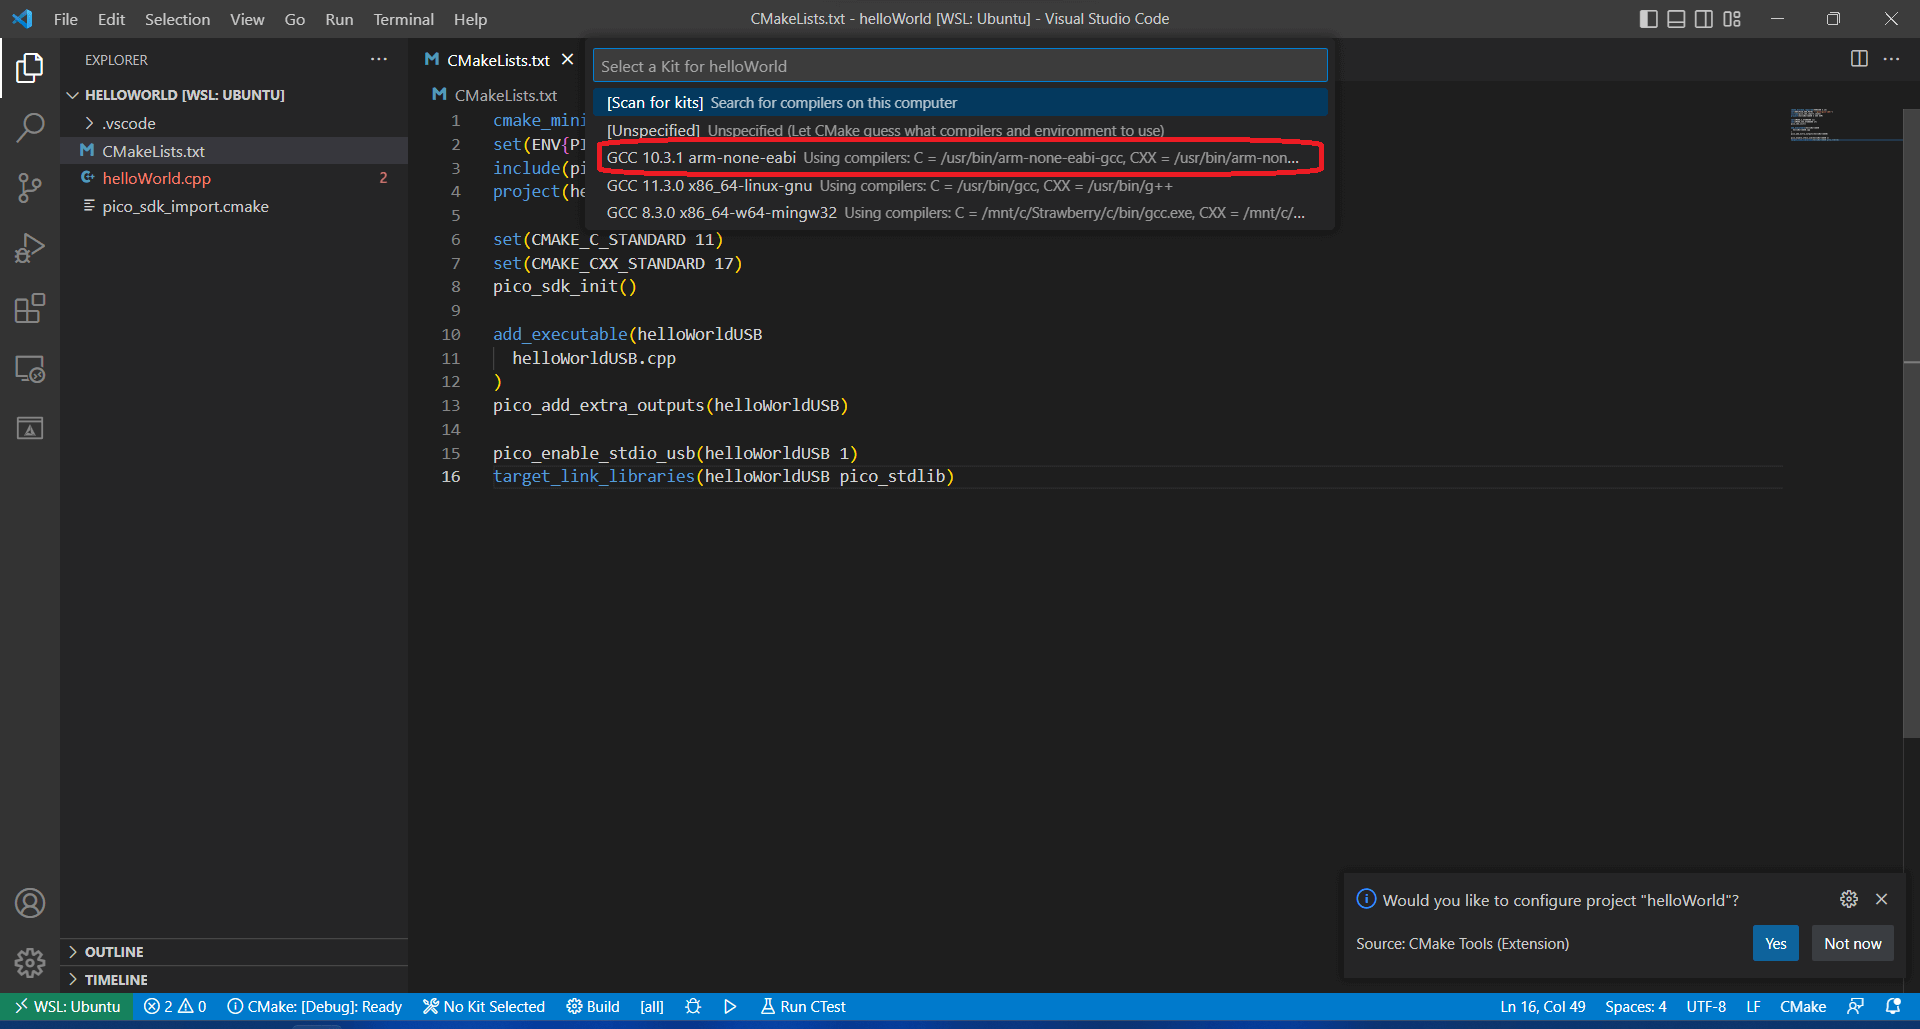 File Edit Selection View Go Run Terminal Help
CMakeLists.txt - helloWorld [WSL: Ubuntu] - Visual Studio Code
EXPLORER
HELLOWORLD [WSL: UBUNTU]
.vscode
CMakeLists.txt
helloWorld.cpp 2
pico_sdk_import.cmake
CMakeLists.txt
Select a Kit for helloWorld
[Scan for kits] Search for compilers on this computer
[Unspecified] Unspecified (Let CMake guess what compilers and environment to use)
GCC 10.3.1 arm-none-eabi Using compilers: C = /usr/bin/arm-none-eabi-gcc, CXX = /usr/bin/arm-non...
GCC 11.3.0 x86_64-linux-gnu Using compilers: C = /usr/bin/gcc, CXX = /usr/bin/g++
GCC 8.3.0 x86_64-w64-mingw32 Using compilers: C = /mnt/c/Strawberry/c/bin/gcc.exe, CXX = /mnt/c/...
CMakeLists.txt
1 cmake_mini
2 set(ENV{PI
3 include(pi
4 project(he
5
6 set(CMAKE_C_STANDARD 11)
7 set(CMAKE_CXX_STANDARD 17)
8 pico_sdk_init()
9
10 add_executable(helloWorldUSB
11 helloWorldUSB.cpp
12 )
13 pico_add_extra_outputs(helloWorldUSB)
14
15 pico_enable_stdio_usb(helloWorldUSB 1)
16 target_link_libraries(helloWorldUSB pico_stdlib)
Would you like to configure project "helloWorld"?
Source: CMake Tools (Extension)
Yes
Not now
OUTLINE
TIMELINE
WSL: Ubuntu 2 0 CMake: [Debug]: Ready No Kit Selected Build [all] Run CTest Ln 16, Col 49 Spaces: 4 UTF-8 LF CMake